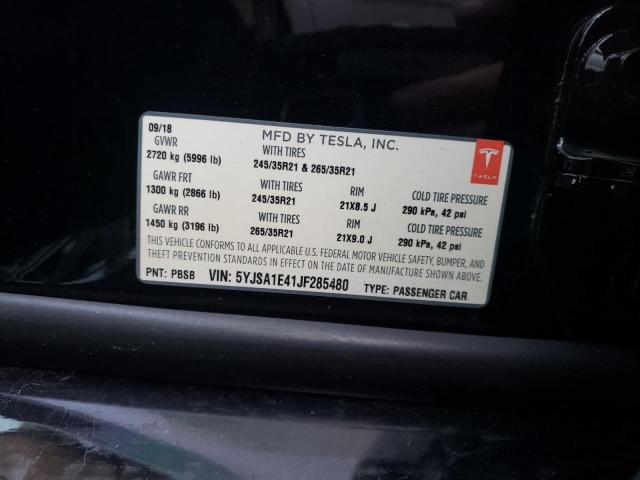 09/18 MFD BY TESLA, INC.
GVWR WITH TIRES
2720 kg (5996 lb) 245/35R21 & 265/35R21
GAWR FRT WITH TIRES RIM COLD TIRE PRESSURE
1300 kg (2866 lb) 245/35R21 21X8.5 J 290 kPs, 42 psi
GAWR RR WITH TIRES RIM COLD TIRE PRESSURE
1450 kg (3196 lb) 265/35R21 21X9.0 J 290 kPs, 42 psi
THIS VEHICLE CONFORMS TO ALL APPLICABLE U.S. FEDERAL MOTOR VEHICLE SAFETY, BUMPER, AND
THEFT PREVENTION STANDARDS IN EFFECT ON THE DATE OF MANUFACTURE SHOWN ABOVE.
PNT: PBSB VIN: 5YJSA1E41JF285480 TYPE: PASSENGER CAR
TESLA